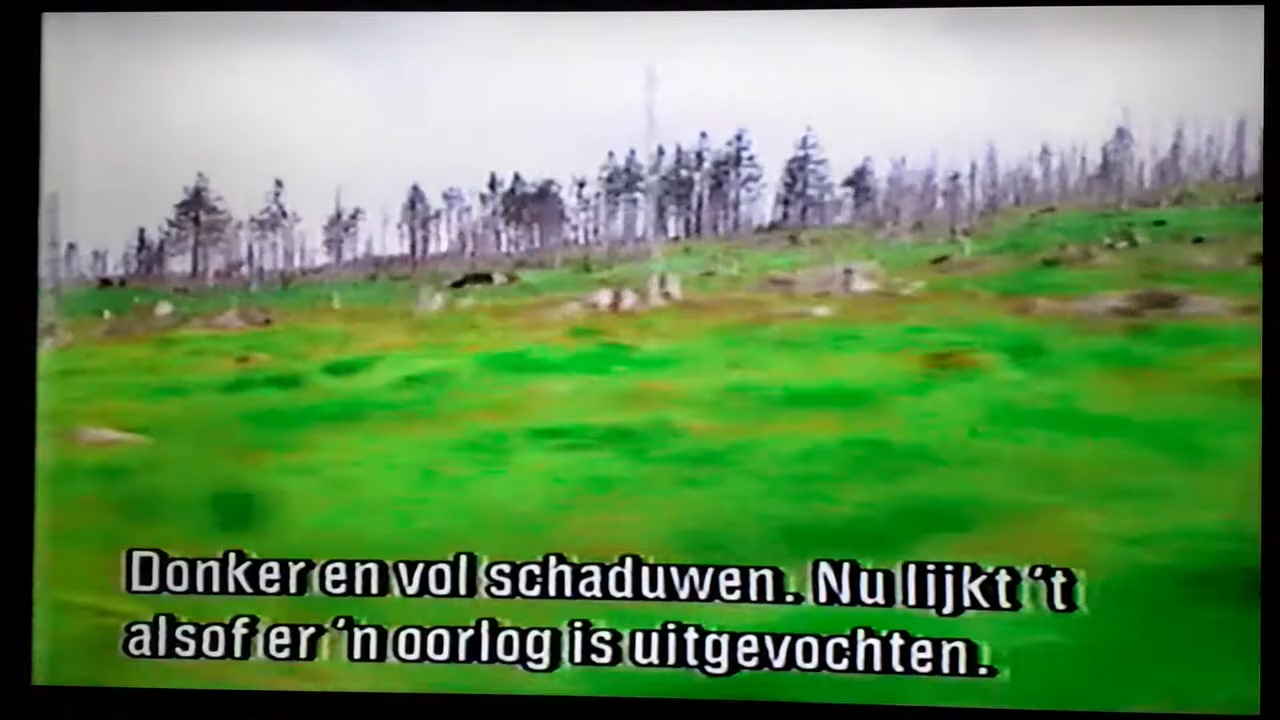 Donker en vol schaduwen. Nu lijkt 't
alsof er 'n oorlog is uitgevochten.